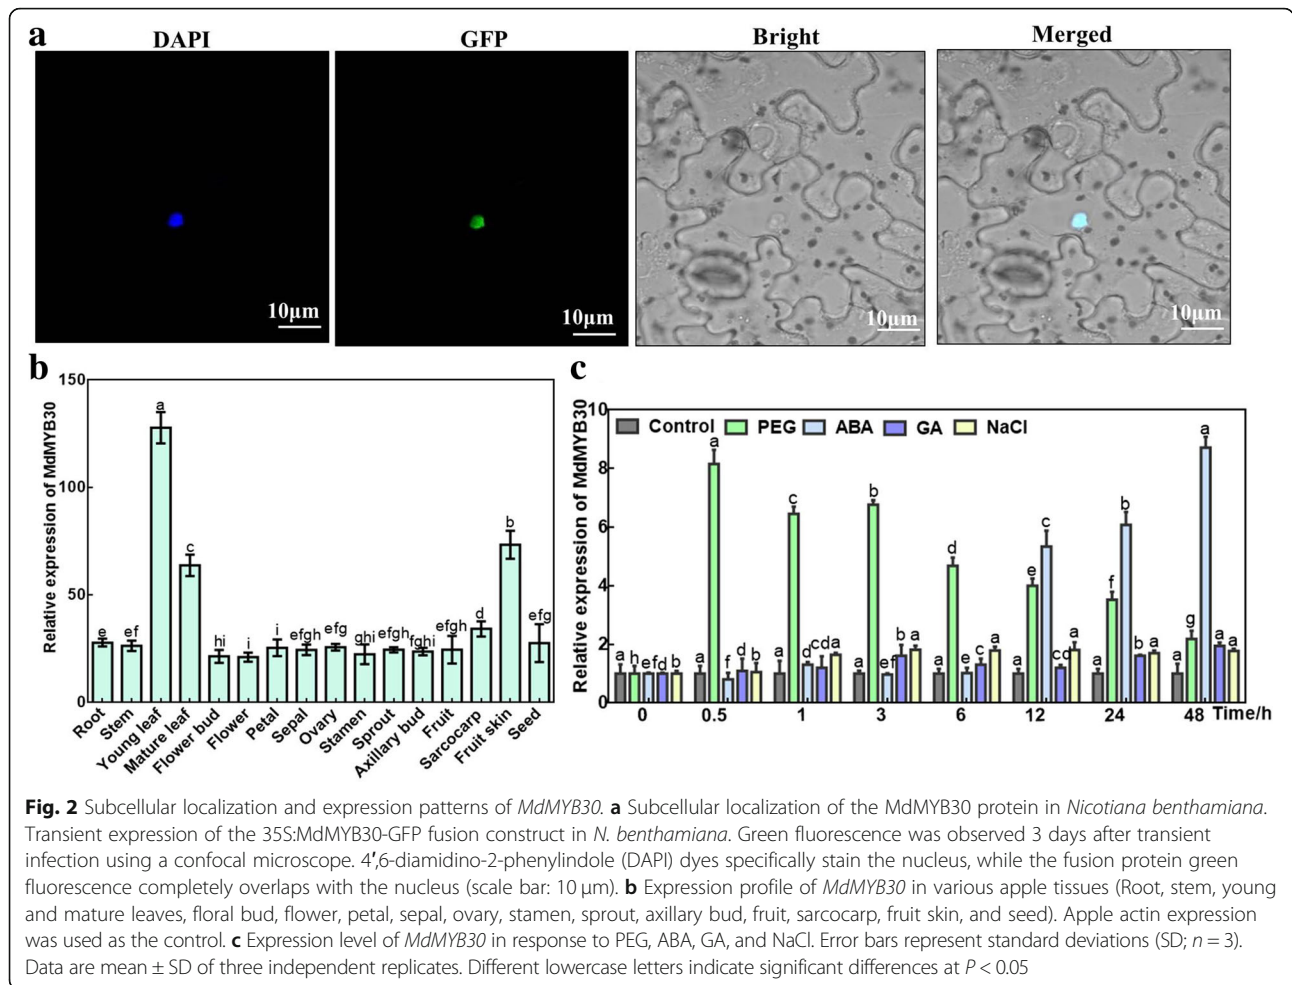 a
DAPI
GFP
Bright
Merged
10μm
10μm
10μm
10μm
b
Relative expression of MdMYB30
150
100
50
0
e
ef
a
c
hi
i
i
efgh
efg
ghi
efgh
fghi
efgh
d
b
efg
Root
Stem
Young leaf
Mature leaf
Flower bud
Flower
Petal
Sepal
Ovary
Stamen
Sprout
Axillary bud
Fruit
Sarcocarp
Fruit skin
Seed
c
Relative expression of MdMYB30
10
8
6
4
2
0
Control PEG ABA GA NaCl
a h ef d b
a a f d b
a c d cd a
a b ef b a
a d e c a
a e c cd a
a f b b a
a g a a a
0 0.5 1 3 6 12 24 48 Time/h
Fig. 2 Subcellular localization and expression patterns of MdMYB30. a Subcellular localization of the MdMYB30 protein in Nicotiana benthamiana.
Transient expression of the 35S:MdMYB30-GFP fusion construct in N. benthamiana. Green fluorescence was observed 3 days after transient
infection using a confocal microscope. 4′,6-diamidino-2-phenylindole (DAPI) dyes specifically stain the nucleus, while the fusion protein green
fluorescence completely overlaps with the nucleus (scale bar: 10 μm). b Expression profile of MdMYB30 in various apple tissues (Root, stem, young
and mature leaves, floral bud, flower, petal, sepal, ovary, stamen, sprout, axillary bud, fruit, sarcocarp, fruit skin, and seed). Apple actin expression
was used as the control. c Expression level of MdMYB30 in response to PEG, ABA, GA, and NaCl. Error bars represent standard deviations (SD; n = 3).
Data are mean ± SD of three independent replicates. Different lowercase letters indicate significant differences at P < 0.05